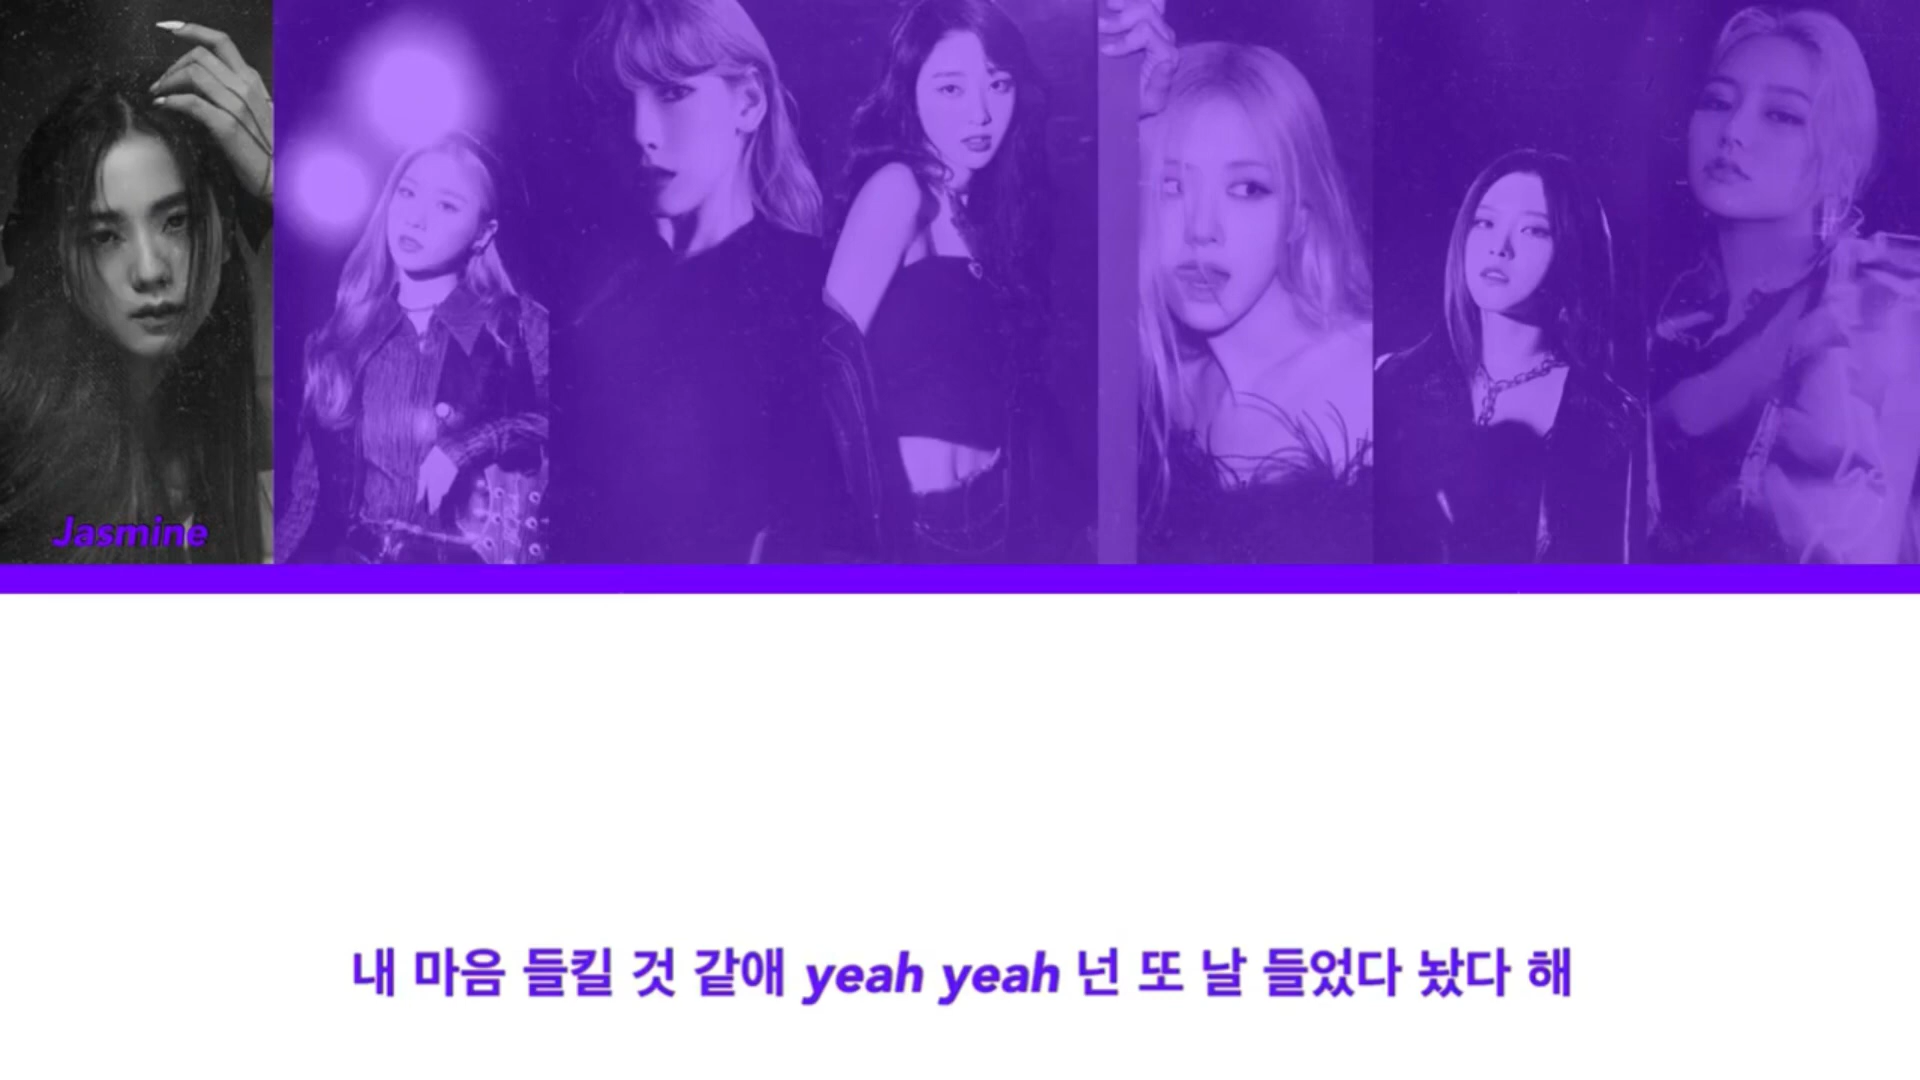 Jasmine
내 마음 들킬 것 같애 yeah yeah 넌 또 날 들었다 놨다 해